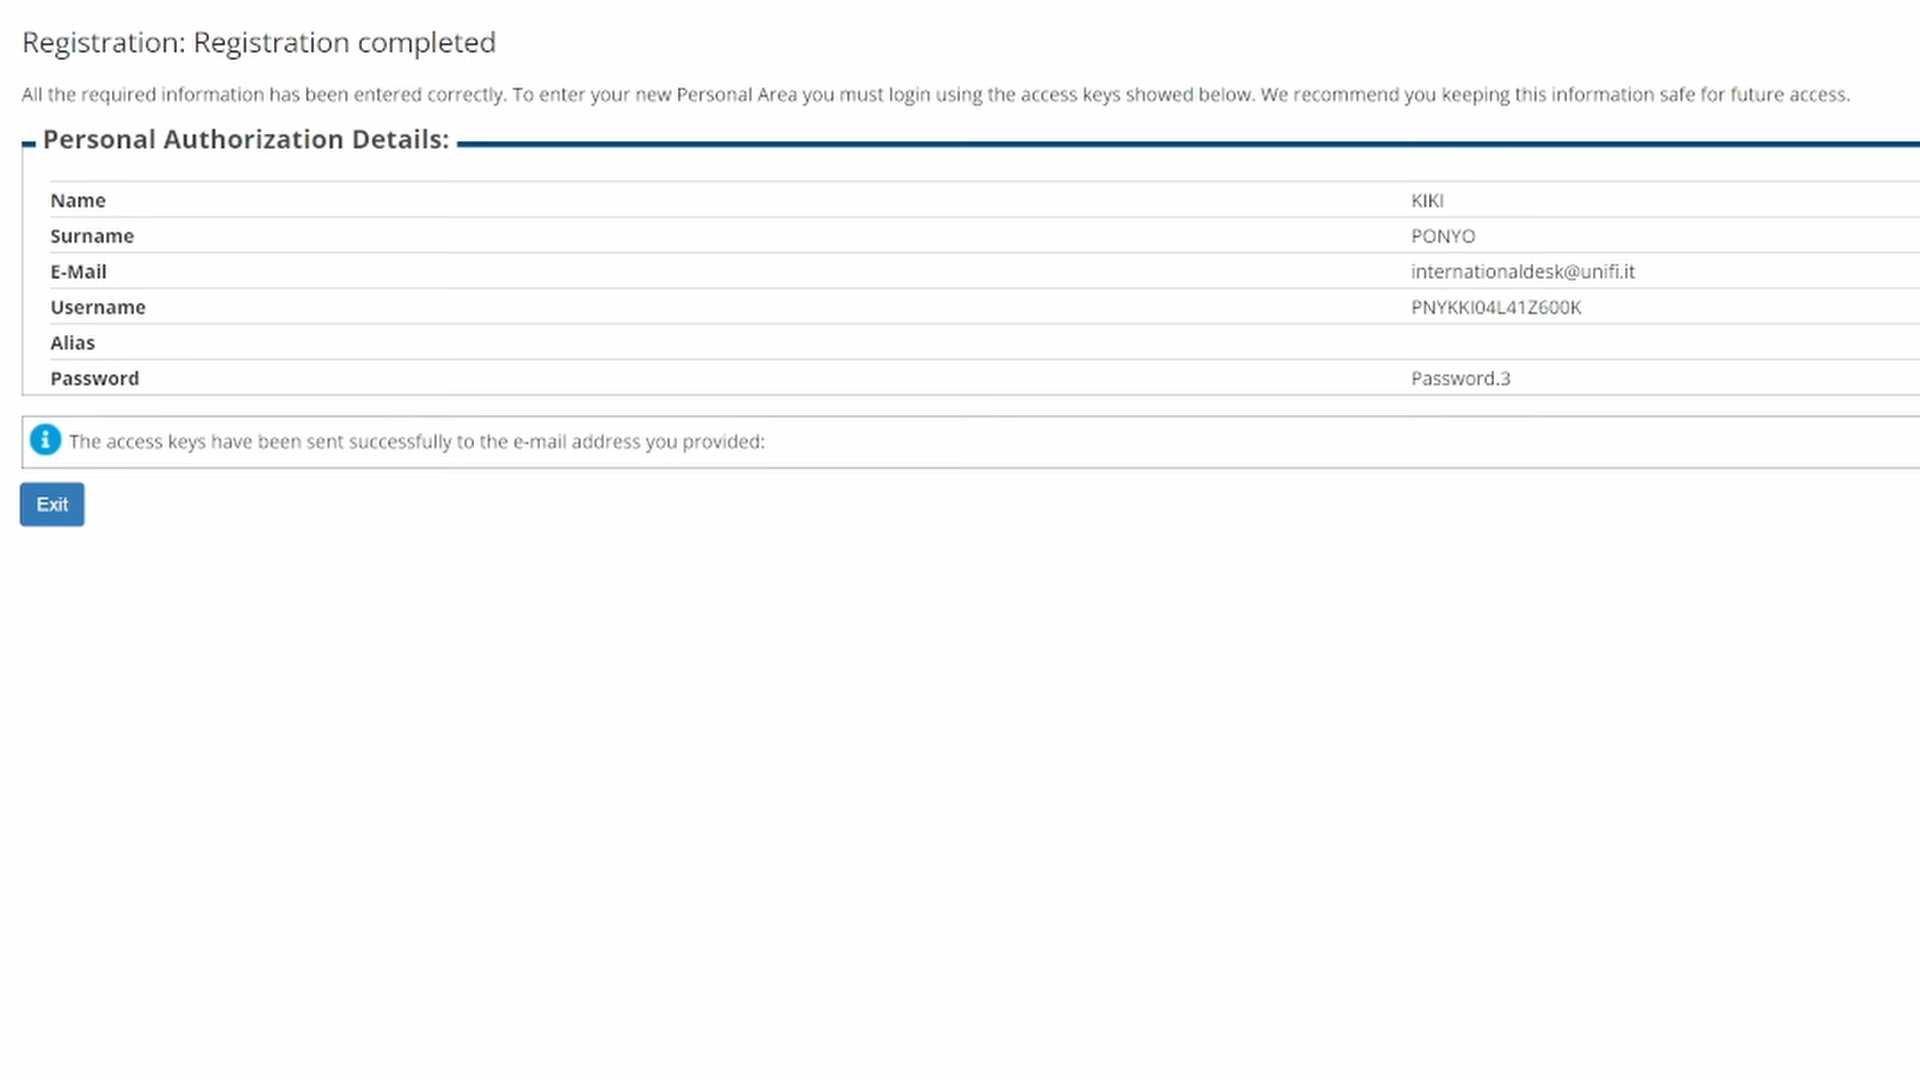 Registration: Registration completed
All the required information has been entered correctly. To enter your new Personal Area you must login using the access keys showed below. We recommend you keeping this information safe for future access.
Personal Authorization Details:
Name KIKI
Surname PONYO
E-Mail internationaldesk@unifi.it
Username PNYKKI04L41Z600K
Alias
Password Password.3
The access keys have been sent successfully to the e-mail address you provided:
Exit